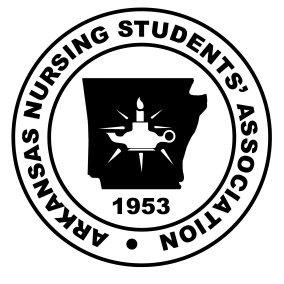 ARKANSAS NURSING STUDENTS' ASSOCIATION
1953